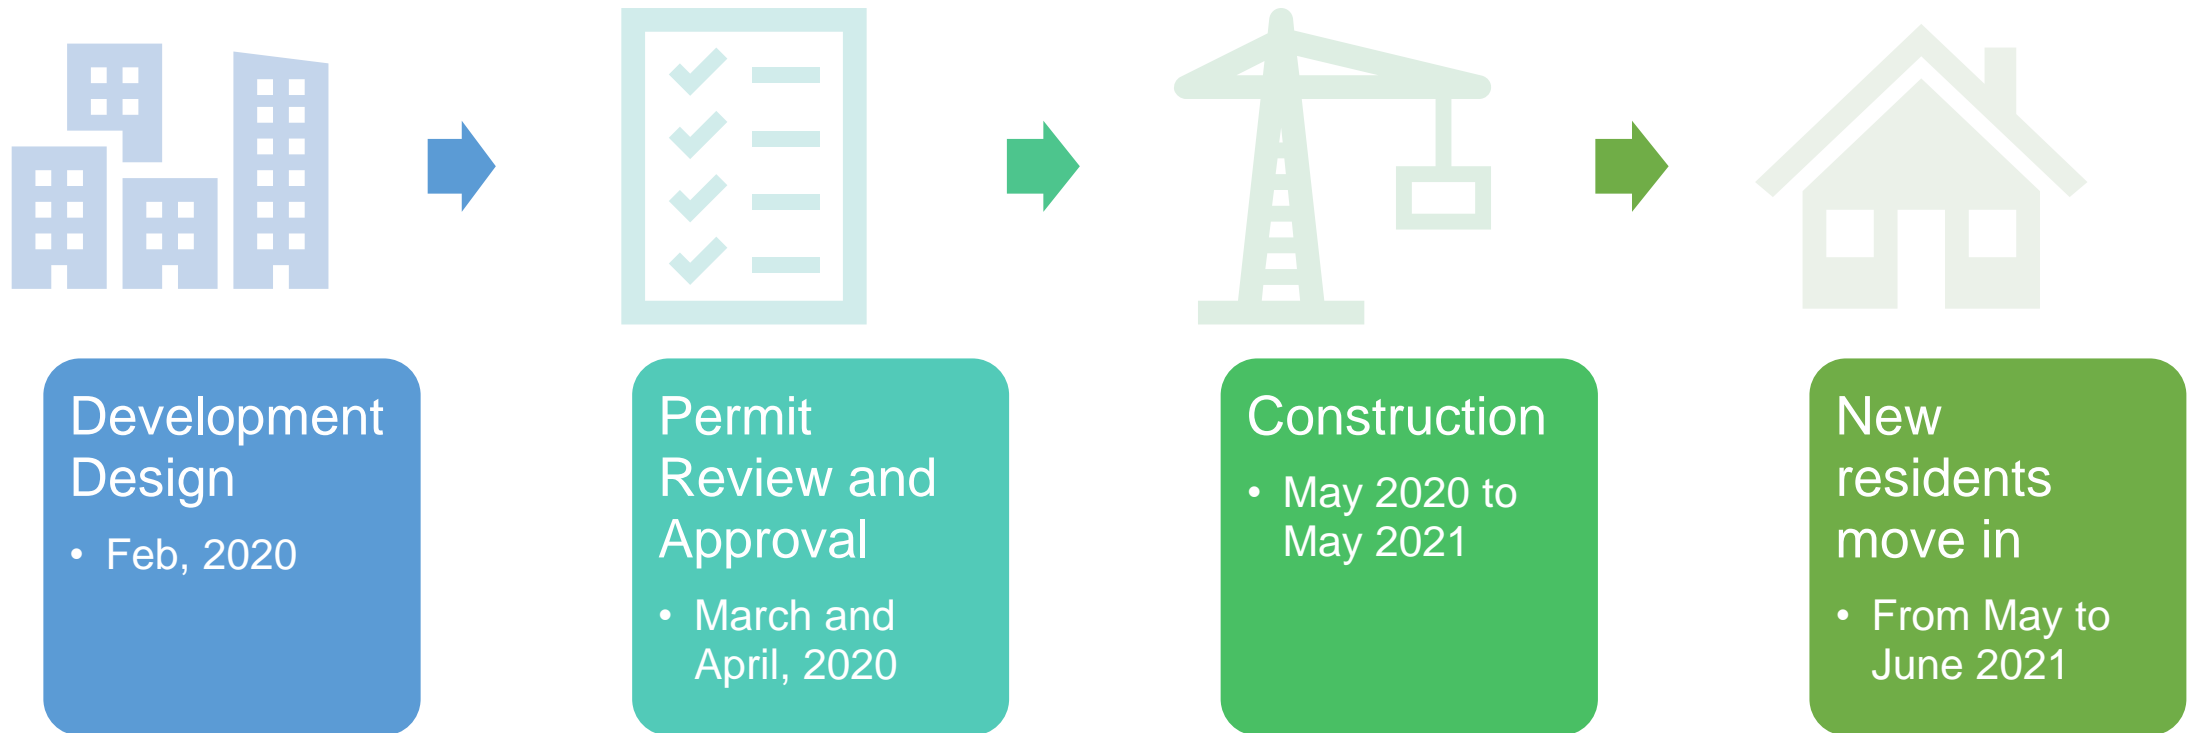 Development
Design
• Feb, 2020
Permit
Review and
Approval
• March and
April, 2020
Construction
• May 2020 to
May 2021
New
residents
move in
• From May to
June 2021